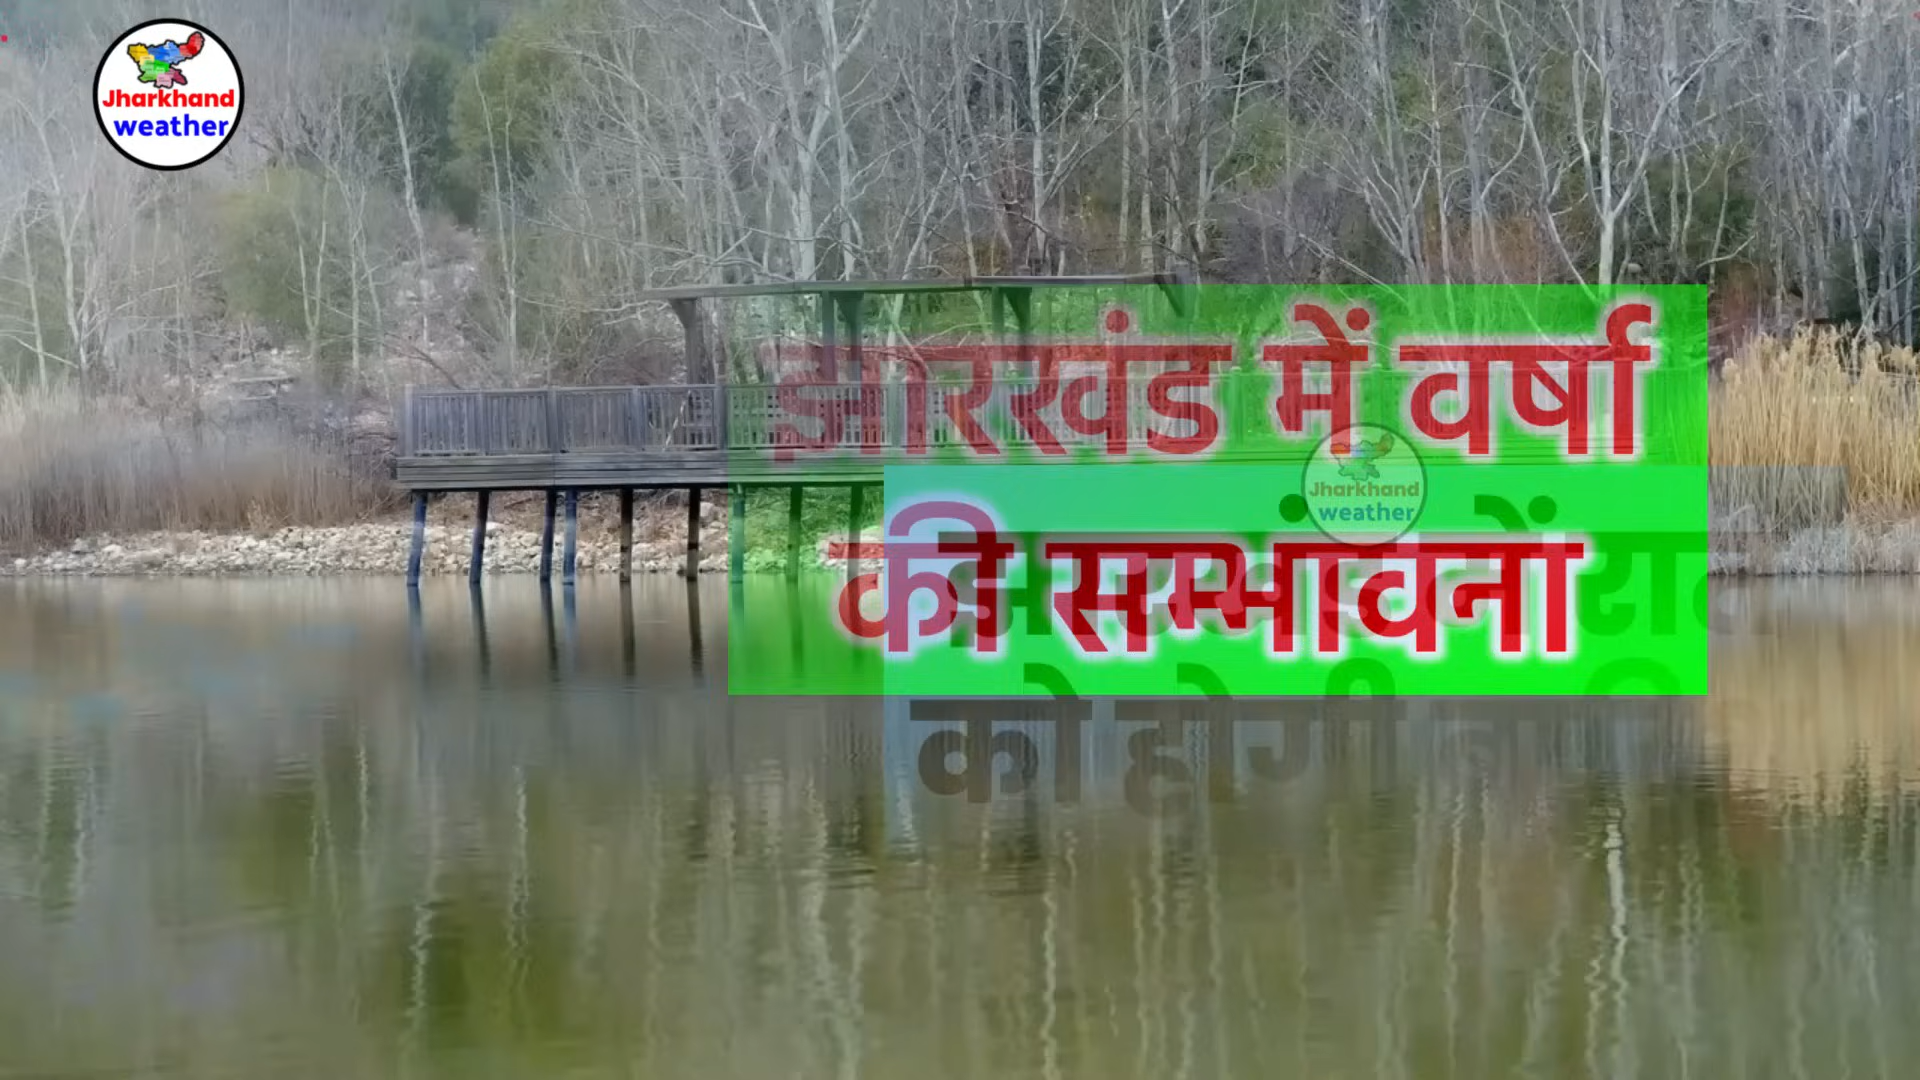 Jharkhand
weather
झारखंड में वर्षा
Jharkhand
weather
की सम्भावना
को होगी